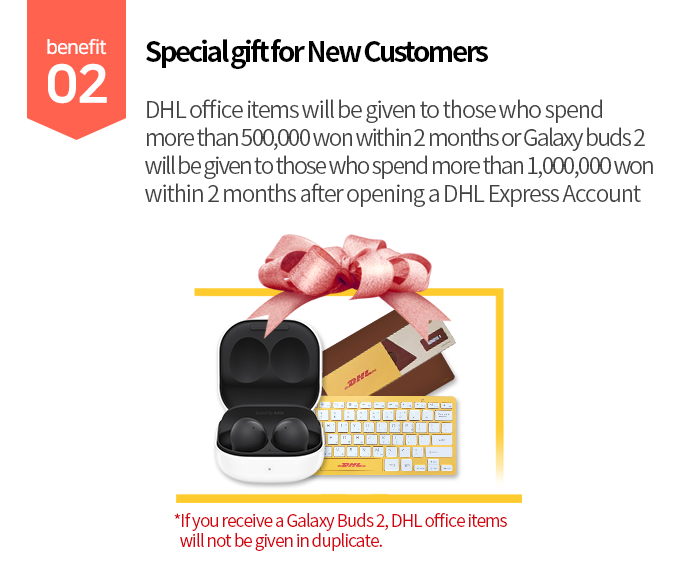 benefit
02
Special gift for New Customers
DHL office items will be given to those who spend
more than 500,000 won within 2 months or Galaxy buds 2
will be given to those who spend more than 1,000,000 won
within 2 months after opening a DHL Express Account
DHL
DHL
*If you receive a Galaxy Buds 2, DHL office items
will not be given in duplicate.